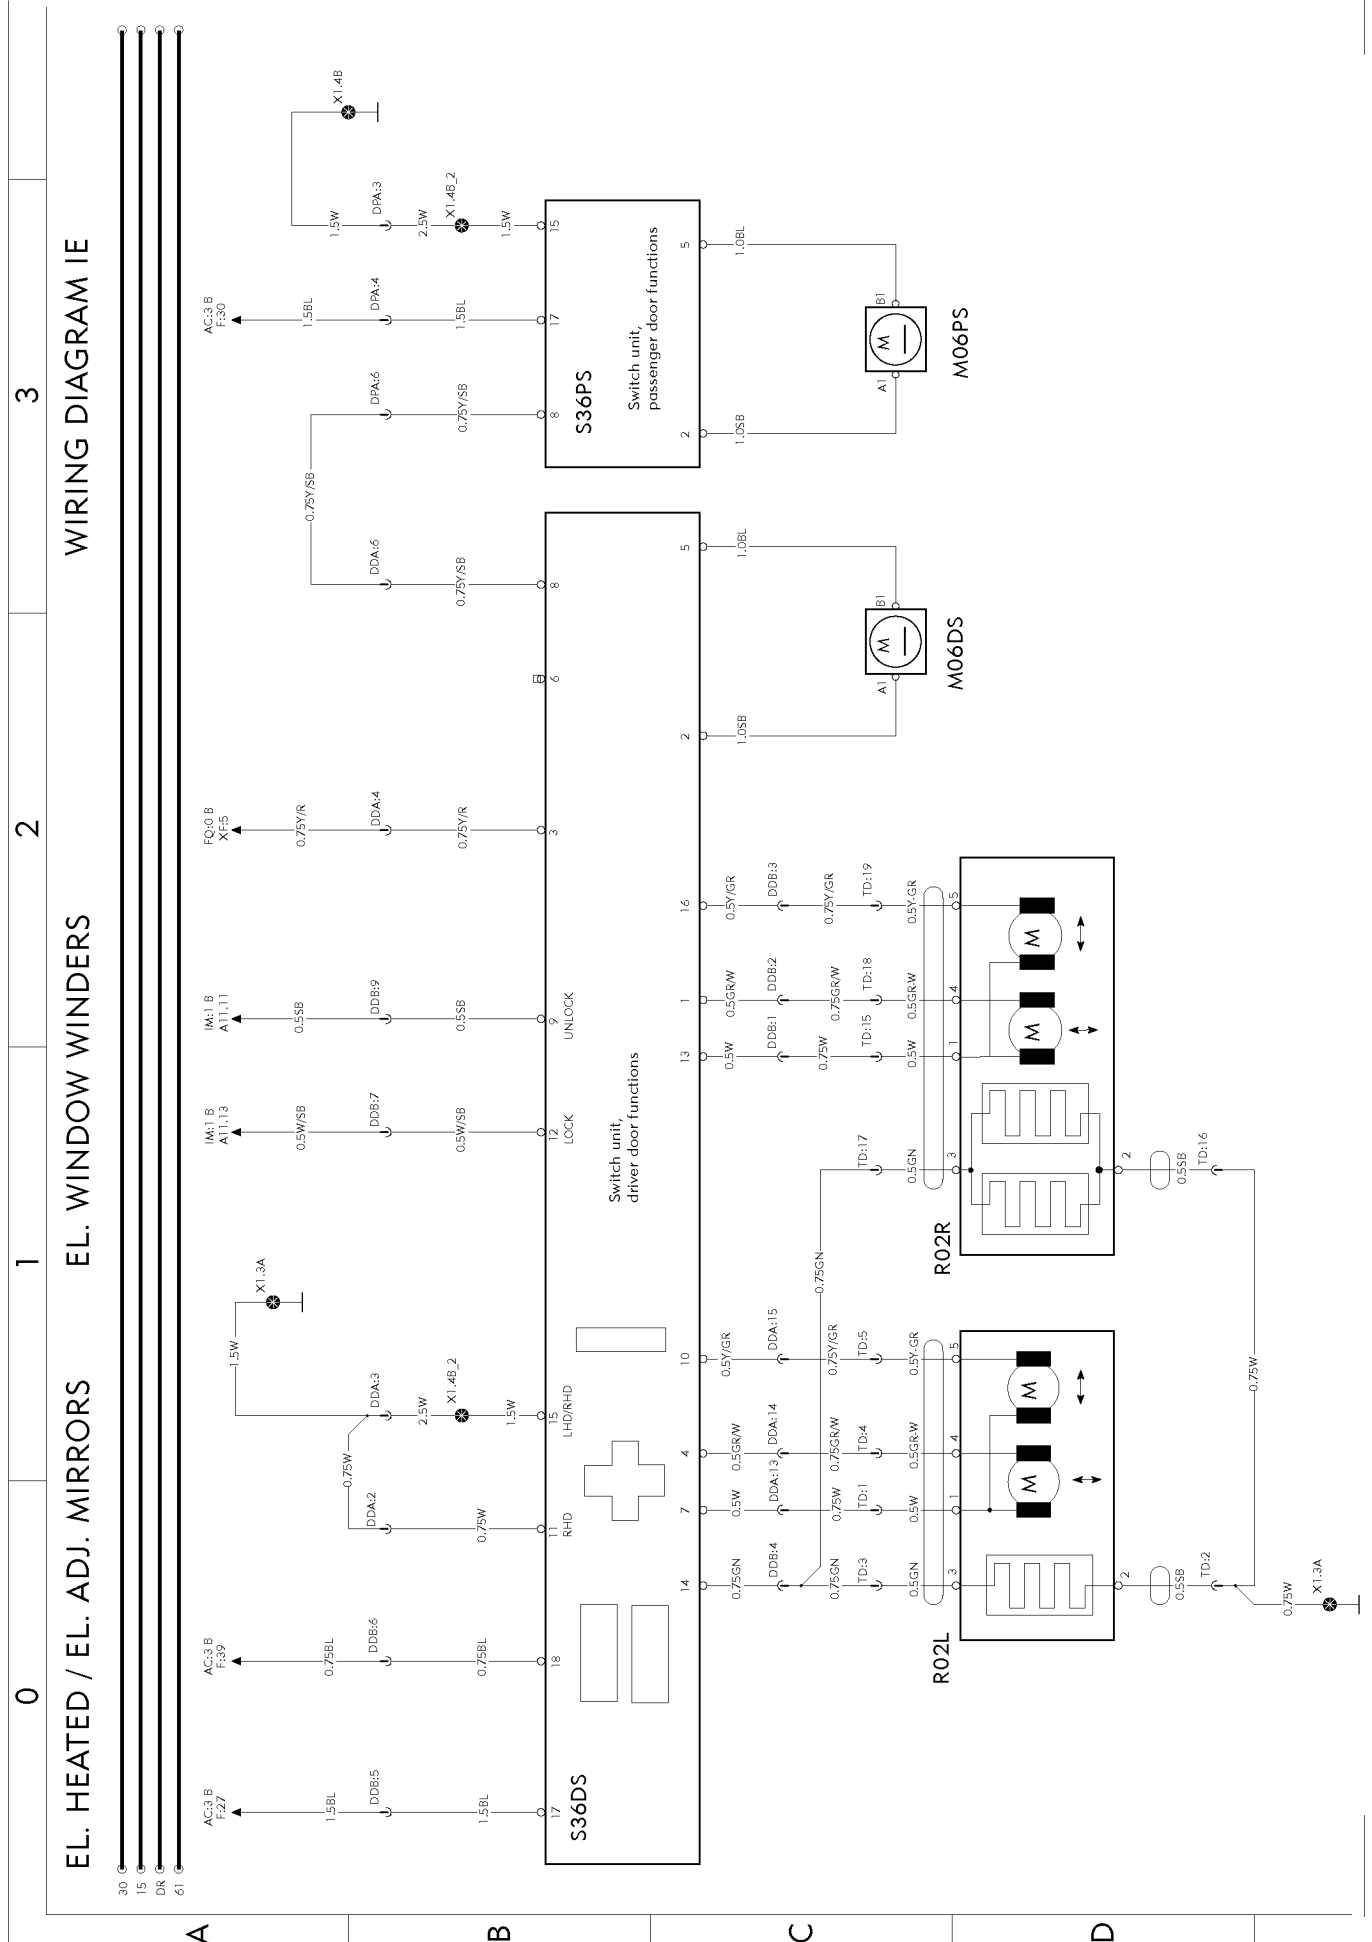 0
1
2
3
EL. HEATED / EL. ADJ. MIRRORS
EL. WINDOW WINDERS
WIRING DIAGRAM IE
30
15
DR
61
A
B
C
D
AC:3 B
F:27
1.5BL
DDB:5
1.5BL
17
AC:3 B
F:39
0.75BL
DDB:6
0.75BL
18
0.75W
DDA:2
0.75W
11
RHD
1.5W
X1.3A
DDA:3
2.5W
X1.4B_2
1.5W
15
LHD/RHD
IM:1 B
A11.13
0.5W/SB
DDB:7
0.5W/SB
12
LOCK
IM:1 B
A11.11
0.5SB
DDB:9
0.5SB
9
UNLOCK
FQ:0 B
XF:5
0.75Y/R
DDA:4
0.75Y/R
3
6
0.75Y/SB
DDA:6
0.75Y/SB
8
DPA:6
0.75Y/SB
8
AC:3 B
F:30
1.5BL
DPA:4
1.5BL
17
X1.4B
1.5W
DPA:3
2.5W
X1.4B_2
1.5W
15
S36DS
Switch unit,
driver door functions
S36PS
Switch unit,
passenger door functions
14
0.75GN
DDB:4
0.75GN
TD:3
0.5GN
3
7
0.5W
DDA:13
0.75W
TD:1
0.5W
1
4
0.5GR/W
DDA:14
0.75GR/W
TD:4
0.5GR-W
4
10
0.5Y/GR
DDA:15
0.75Y/GR
TD:5
0.5Y-GR
5
0.75GN
TD:17
0.5GN
3
13
0.5W
DDB:1
0.75W
TD:15
0.5W
1
1
0.5GR/W
DDB:2
0.75GR/W
TD:18
0.5GR-W
4
16
0.5Y/GR
DDB:3
0.75Y/GR
TD:19
0.5Y-GR
5
2
1.0SB
A1
M
B1
1.0BL
5
M06DS
2
1.0SB
A1
M
B1
1.0BL
5
M06PS
R02L
M
M
2
0.5SB
TD:2
0.75W
X1.3A
R02R
M
M
2
0.5SB
TD:16
0.75W